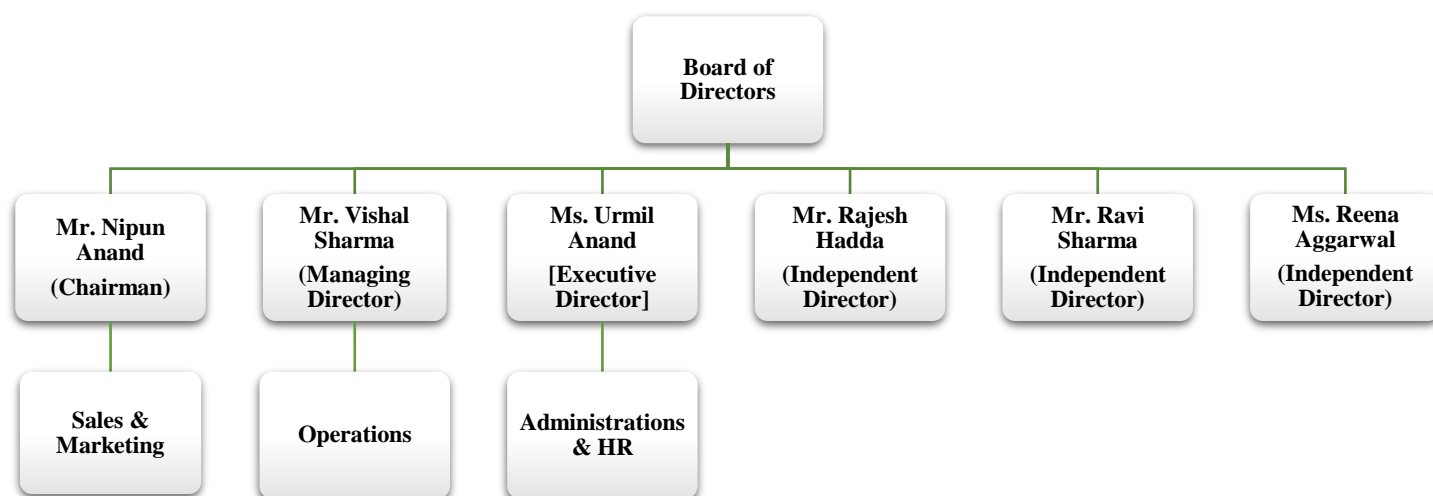 Board of
Directors
Mr. Nipun
Anand
(Chairman)
Mr. Vishal
Sharma
(Managing
Director)
Ms. Urmil
Anand
[Executive
Director]
Mr. Rajesh
Hadda
(Independent
Director)
Mr. Ravi
Sharma
(Independent
Director)
Ms. Reena
Aggarwal
(Independent
Director)
Sales &
Marketing
Operations
Administrations
& HR